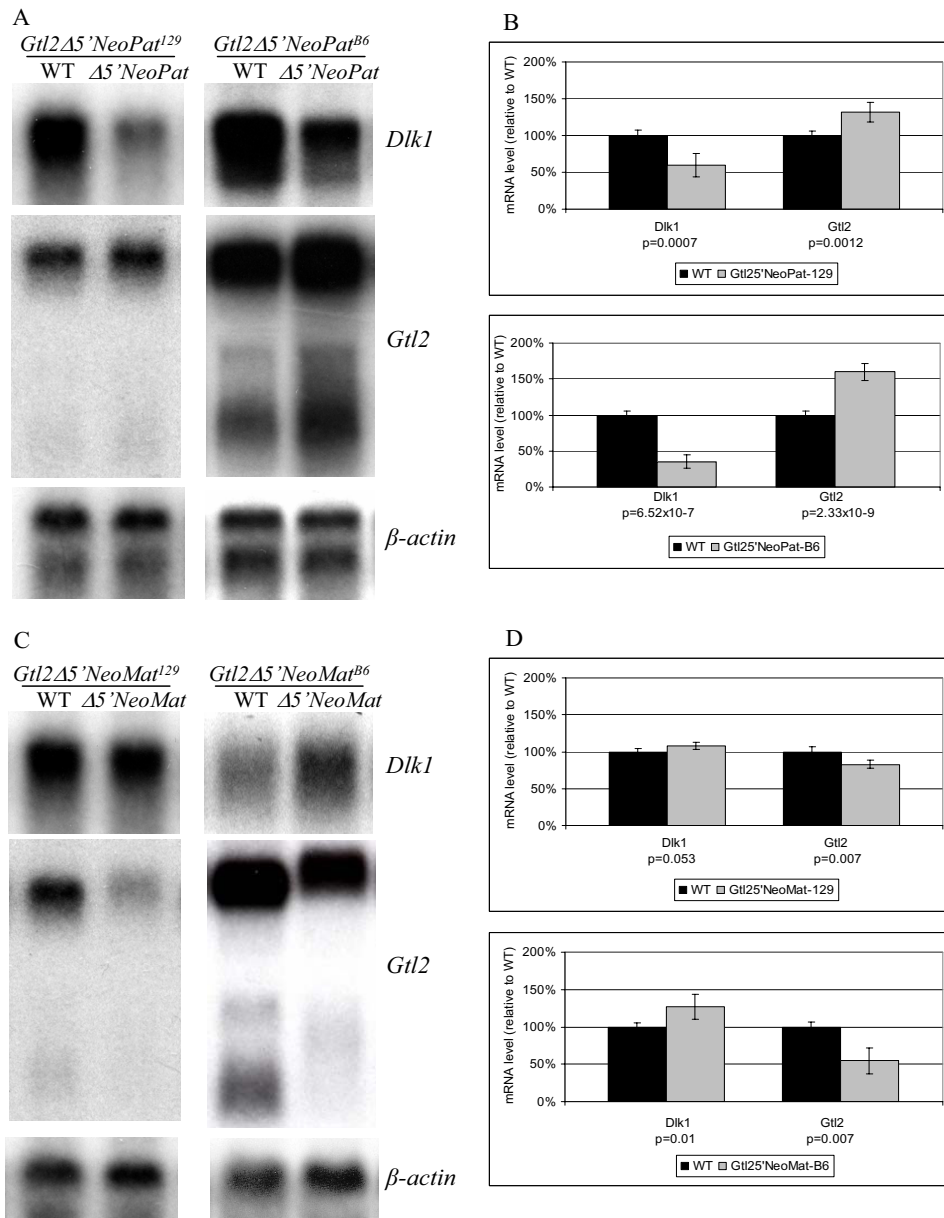 A
Gtl2Δ5’NeoPat129 Gtl2Δ5’NeoPatB6
WT Δ5’NeoPat WT Δ5’NeoPat
Dlk1
Gtl2
β-actin
B
mRNA level (relative to WT)
200%
150%
100%
50%
0%
Dlk1 Gtl2
p=0.0007 p=0.0012
WT Gtl25'NeoPat-129
mRNA level (relative to WT)
200%
150%
100%
50%
0%
Dlk1 Gtl2
p=6.52x10-7 p=2.33x10-9
WT Gtl25'NeoPat-B6
C
Gtl2Δ5’NeoMat129 Gtl2Δ5’NeoMatB6
WT Δ5’NeoMat WT Δ5’NeoMat
Dlk1
Gtl2
β-actin
D
mRNA level (relative to WT)
200%
150%
100%
50%
0%
Dlk1 Gtl2
p=0.053 p=0.007
WT Gtl25'NeoMat-129
mRNA level (relative to WT)
200%
150%
100%
50%
0%
Dlk1 Gtl2
p=0.01 p=0.007
WT Gtl25'NeoMat-B6